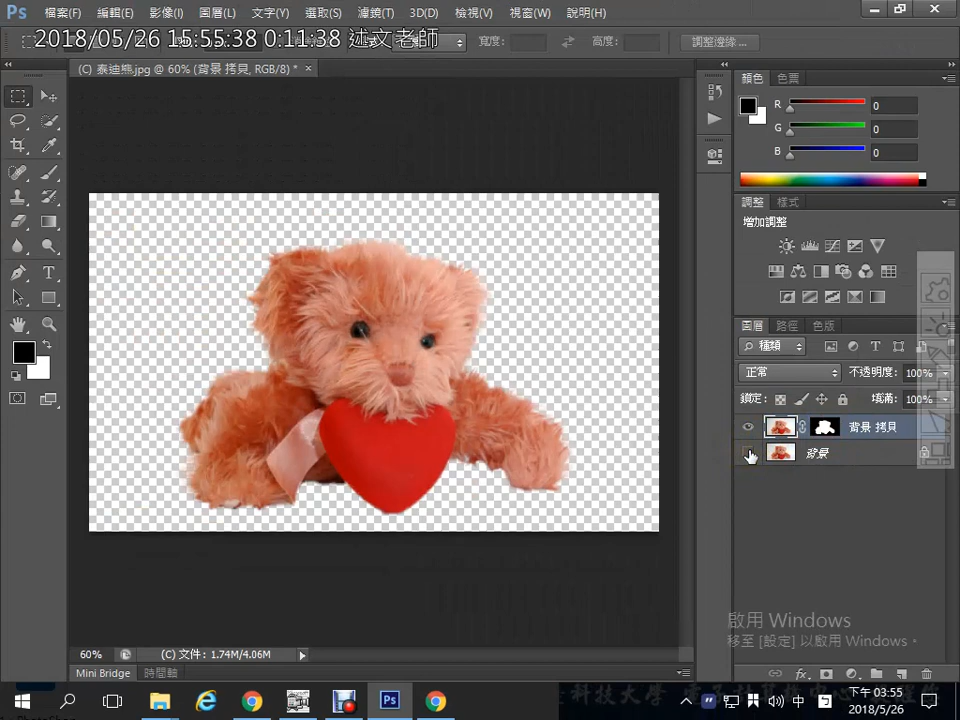 Ps 檔案(F) 編輯(E) 影像(I) 圖層(L) 文字(Y) 選取(S) 濾鏡(T) 3D(D) 檢視(V) 視窗(W) 說明(H)
2018/05/26 15:55:38 0:11:38 述文老師
寬度: 高度: 調整邊緣...
(C) 泰迪熊.jpg @ 60% (背景 拷貝, RGB/8) * ×
顏色 色票
R 0
G 0
B 0
調整 樣式
增加調整
圖層 路徑 色版
種類
正常 不透明度: 100%
鎖定: 填滿: 100%
背景 拷貝
背景
啟用 Windows
移至 [設定] 以啟用 Windows。
60% (C) 文件: 1.74M/4.06M
Mini Bridge 時間軸
科技大學
中
下午 03:55
2018/5/26